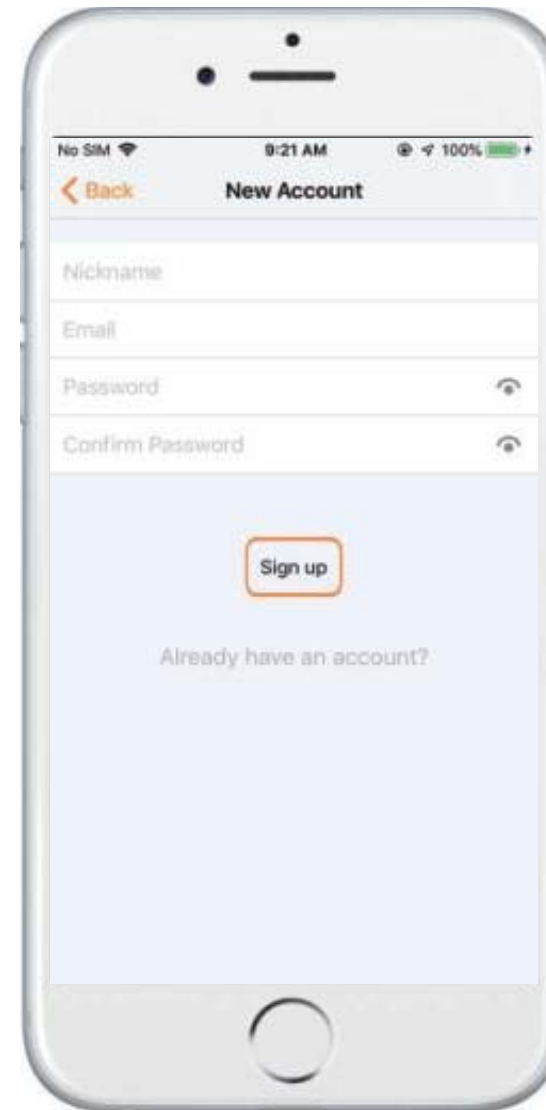 No SIM 9:21 AM 100%
Back New Account
Nickname
Email
Password
Confirm Password
Sign up
Already have an account?